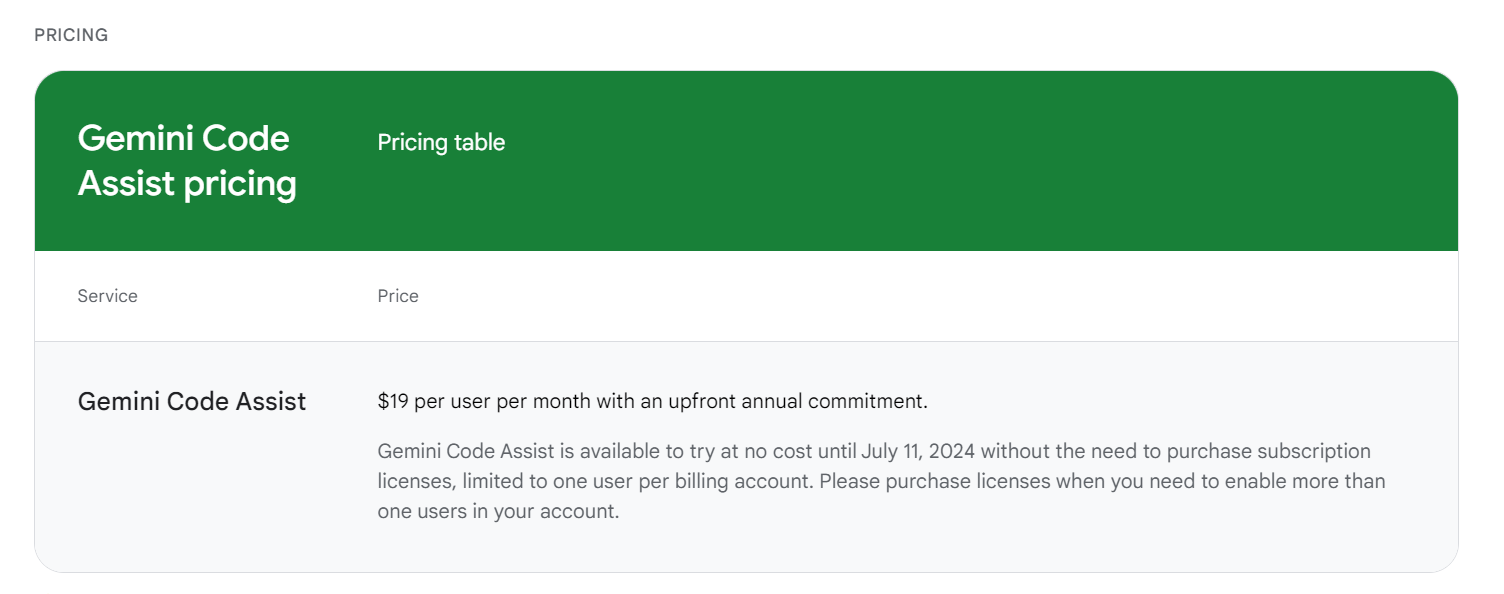 PRICING
Gemini Code
Assist pricing
Pricing table
Service
Price
Gemini Code Assist
$19 per user per month with an upfront annual commitment.
Gemini Code Assist is available to try at no cost until July 11, 2024 without the need to purchase subscription
licenses, limited to one user per billing account. Please purchase licenses when you need to enable more than
one users in your account.